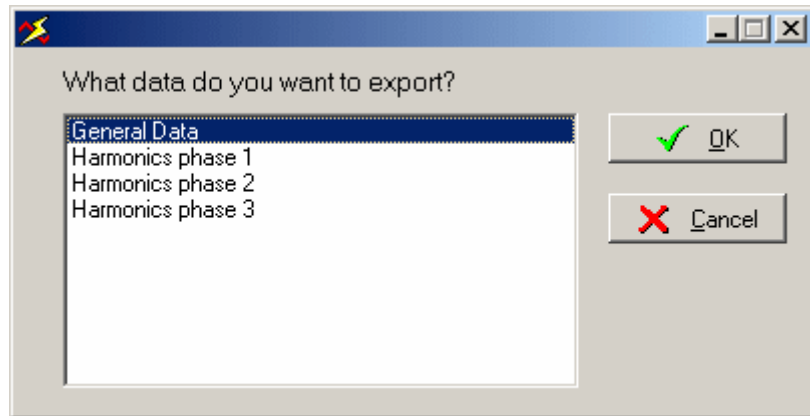 What data do you want to export?
General Data
Harmonics phase 1
Harmonics phase 2
Harmonics phase 3
OK
Cancel